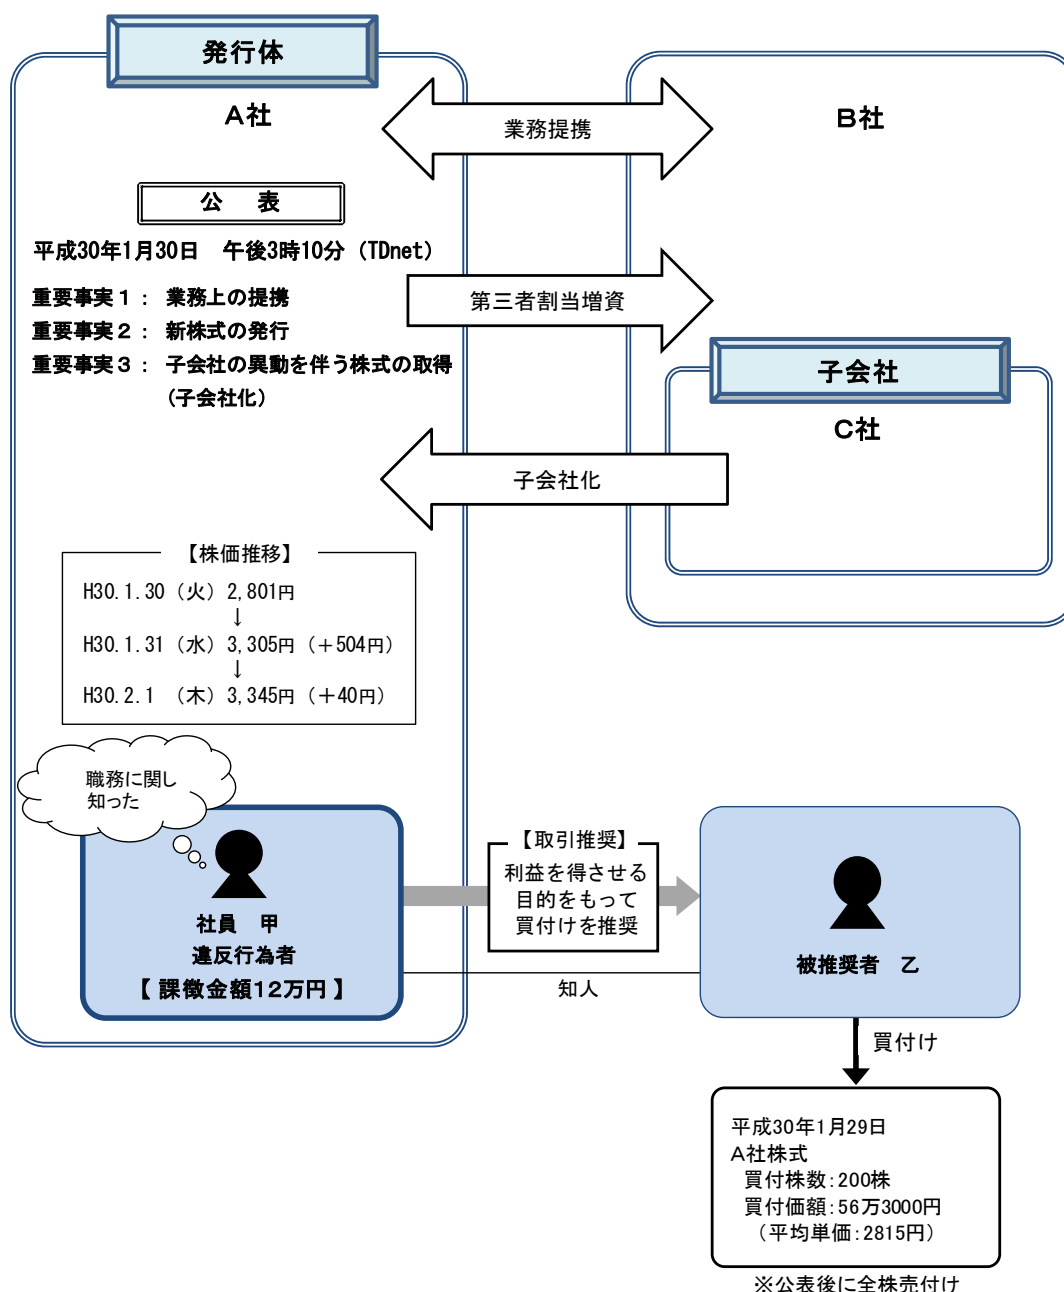 発行体
A社
業務提携
B社
公　表
平成30年1月30日　午後3時10分（TDnet）
重要事実１：　業務上の提携
重要事実２：　新株式の発行
重要事実３：　子会社の異動を伴う株式の取得
（子会社化）
第三者割当増資
子会社
C社
子会社化
【株価推移】
H30.1.30（火）2,801円
↓
H30.1.31（水）3,305円（＋504円）
↓
H30.2.1　（木）3,345円（＋40円）
職務に関し
知った
社員　甲
違反行為者
【 課徴金額12万円 】
【取引推奨】
利益を得させる
目的をもって
買付けを推奨
知人
被推奨者　乙
買付け
平成30年1月29日
A社株式
買付株数：200株
買付価額：56万3000円
（平均単価：2815円）
※公表後に全株売付け